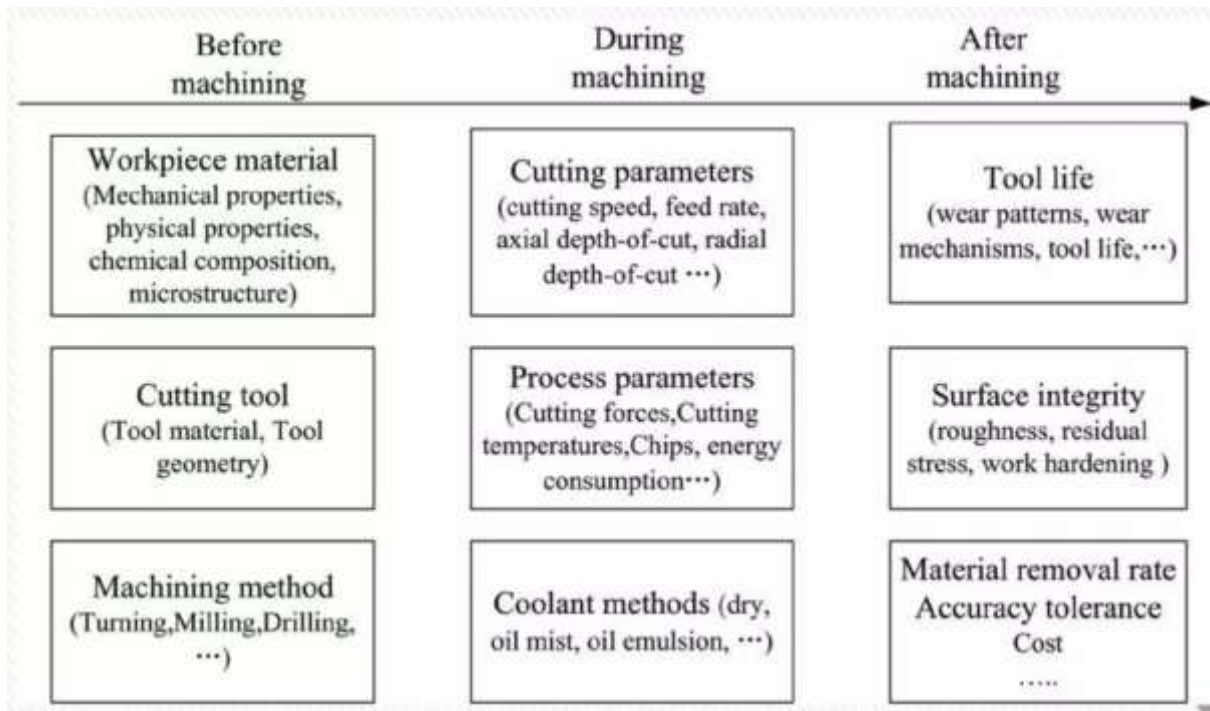 Before
machining
During
machining
After
machining
Workpiece material
(Mechanical properties,
physical properties,
chemical composition,
microstructure)
Cutting parameters
(cutting speed, feed rate,
axial depth-of-cut, radial
depth-of-cut ⋯)
Tool life
(wear patterns, wear
mechanisms, tool life,⋯)
Cutting tool
(Tool material, Tool
geometry)
Process parameters
(Cutting forces,Cutting
temperatures,Chips, energy
consumption⋯)
Surface integrity
(roughness, residual
stress, work hardening )
Machining method
(Turning,Milling,Drilling,
⋯)
Coolant methods (dry,
oil mist, oil emulsion, ⋯)
Material removal rate
Accuracy tolerance
Cost
…..